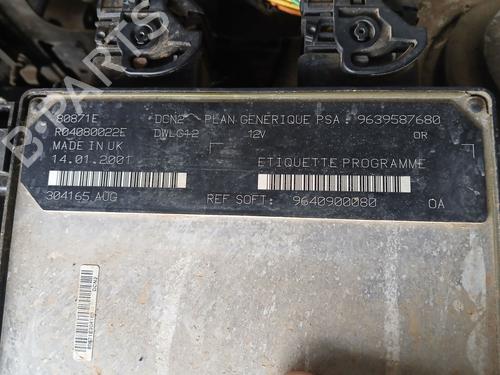 80871E DCN2 - PLAN GENERIQUE PSA : 9639587680
R04080022E DWLC12 12V OR
MADE IN UK
14.01.2001 ETIQUETTE PROGRAMME
304165 AUG REF SOFT: 9640900080 OA
DCN2